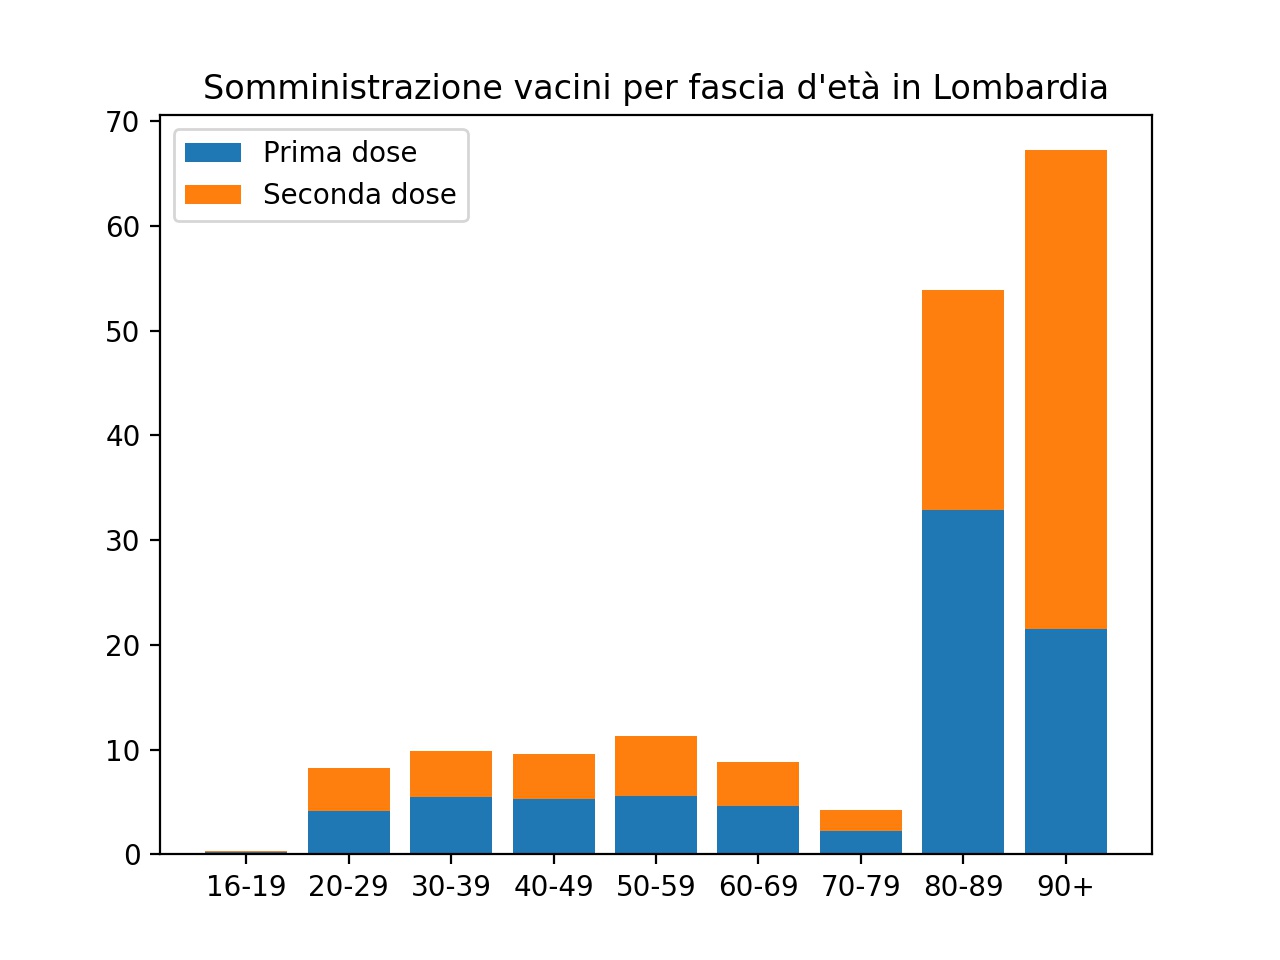 Somministrazione vacini per fascia d'età in Lombardia
70
Prima dose
Seconda dose
60
50
40
30
20
10
0
16-19 20-29 30-39 40-49 50-59 60-69 70-79 80-89 90+